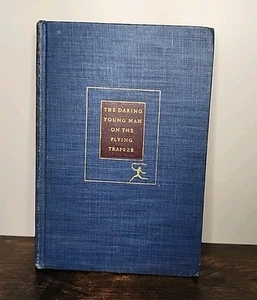 THE DARING
YOUNG MAN
ON THE
FLYING
TRAPEZE